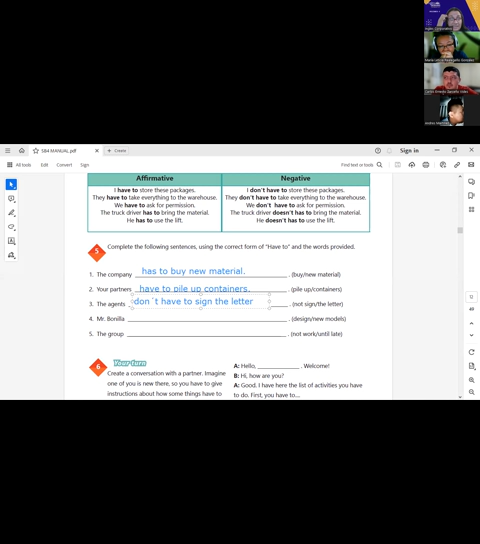 SB4 MANUAL.pdf
+ Create
Sign in
All tools Edit Convert Sign
Find text or tools
Affirmative Negative
I have to store these packages. I don't have to store these packages.
They have to take everything to the warehouse. They don't have to take everything to the warehouse.
We have to ask for permission. We don't have to ask for permission.
The truck driver has to bring the material. The truck driver doesn't has to bring the material.
He has to use the lift. He doesn't has to use the lift.
5 Complete the following sentences, using the correct form of "Have to" and the words provided.
1. The company has to buy new material. . (buy/new material)
2. Your partners have to pile up containers. . (pile up/containers)
3. The agents don´t have to sign the letter . (not sign/the letter)
4. Mr. Bonilla . (design/new models)
5. The group . (not work/until late)
6 Your turn
Create a conversation with a partner. Imagine
one of you is new there, so you have to give
instructions about how some things have to
A: Hello, . Welcome!
B: Hi, how are you?
A: Good. I have here the list of activities you have
to do. First, you have to...
12